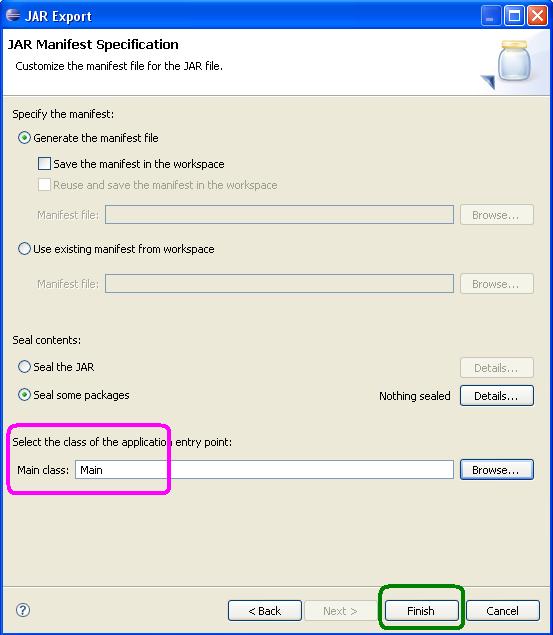 JAR Export
JAR Manifest Specification
Customize the manifest file for the JAR file.
Specify the manifest:
Generate the manifest file
Save the manifest in the workspace
Reuse and save the manifest in the workspace
Manifest file: Browse...
Use existing manifest from workspace
Manifest file: Browse...
Seal contents:
Seal the JAR Details...
Seal some packages Nothing sealed Details...
Select the class of the application entry point:
Main class: Main Browse...
? < Back Next > Finish Cancel